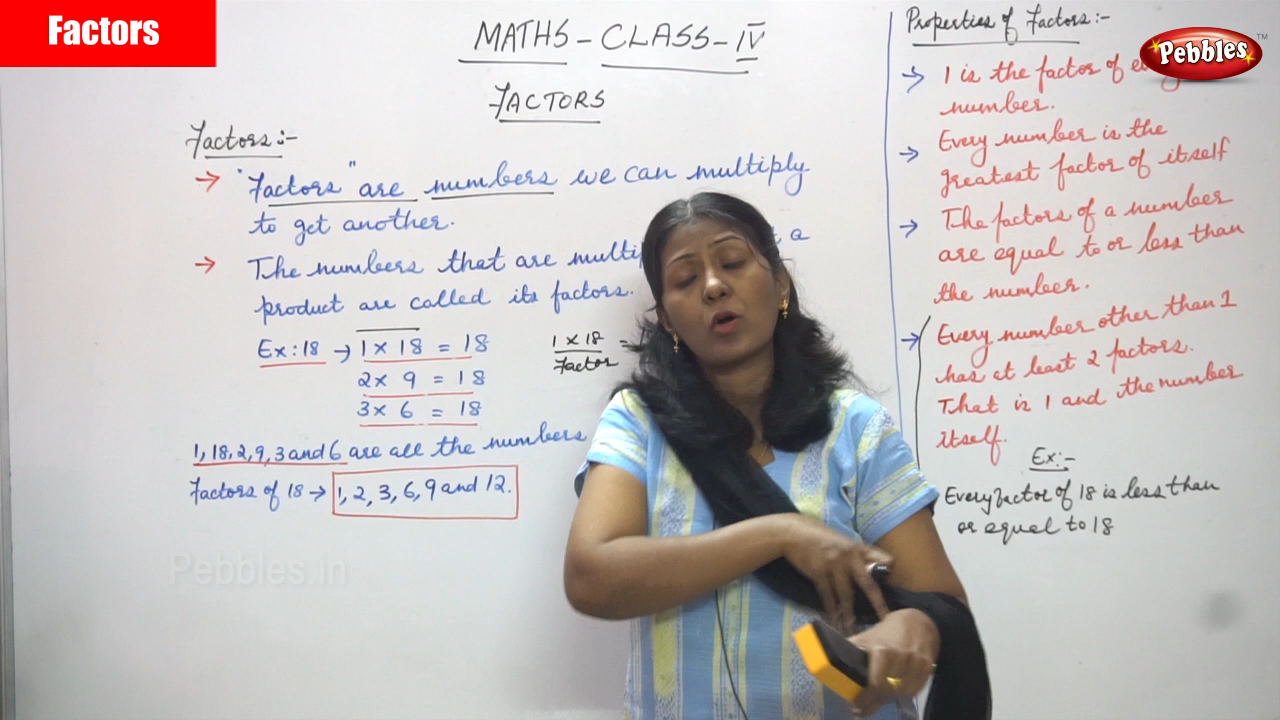 Factors
MATHS - CLASS - IV
FACTORS
Factors :-
→ "Factors" are numbers we can multiply
to get another.
→ The numbers that are a
product are called its factors.
Ex: 18 → 1 × 18 = 18
2 × 9 = 18
3 × 6 = 18
1 × 18 =
Factor
1, 18, 2, 9, 3 and 6 are all the numbers
Factors of 18 → 1, 2, 3, 6, 9 and 12.
Pebbles.in
Properties of Factors :-
Pebbles TM
→ 1 is the factor of
number.
→ Every number is the
greatest factor of itself
→ The factors of a number
are equal to or less than
the number.
→ Every number other than 1
has at least 2 factors.
That is 1 and the number
itself.
Ex:-
Every factor of 18 is less than
or equal to 18